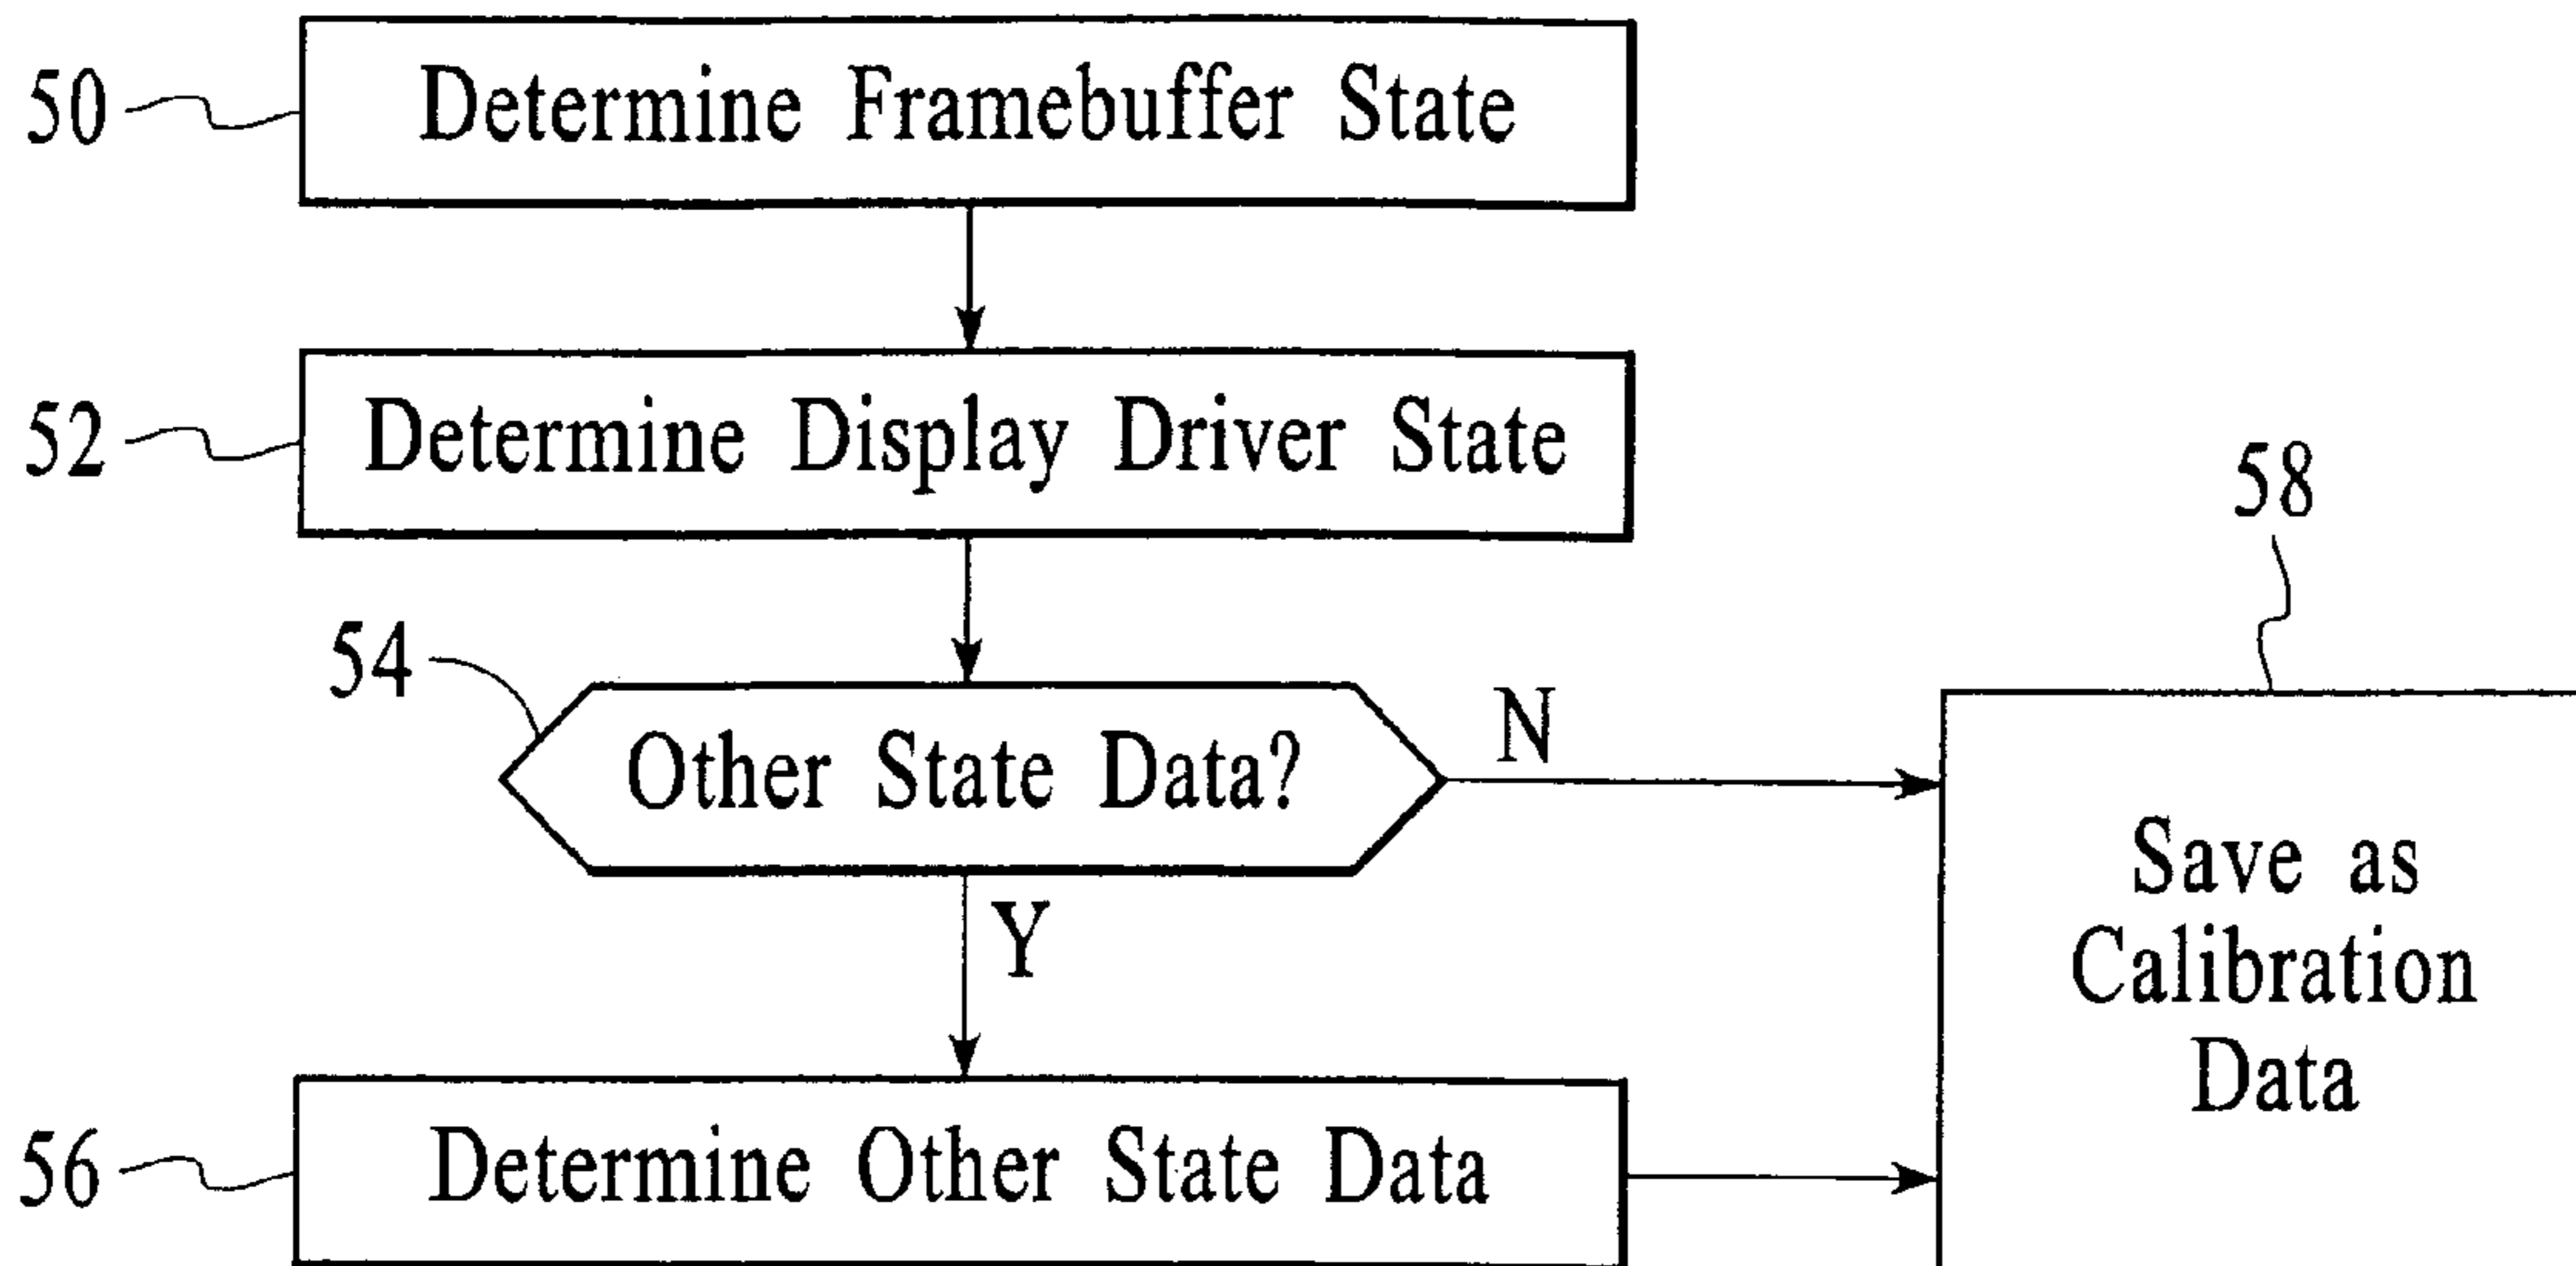 50
Determine Framebuffer State
52
Determine Display Driver State
58
54
Other State Data?
N
Y
Save as
Calibration
Data
56
Determine Other State Data